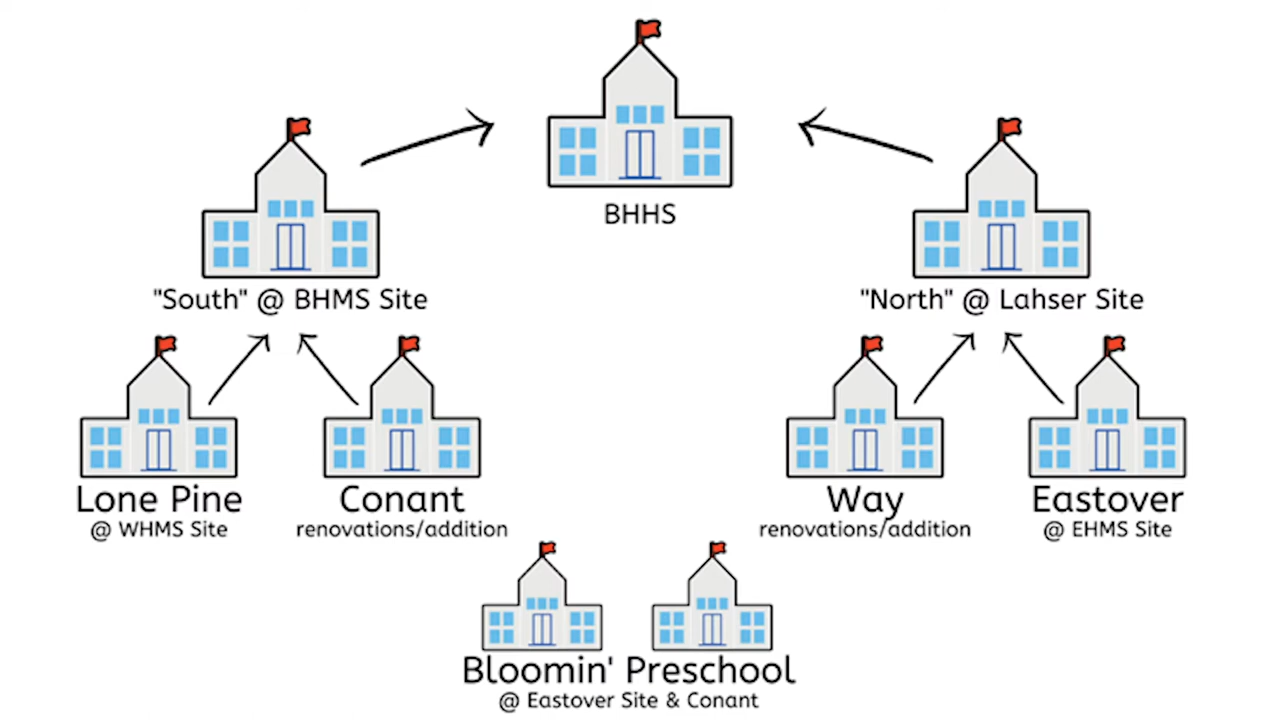 BHHS
"South" @ BHMS Site
"North" @ Lahser Site
Lone Pine
@ WHMS Site
Conant
renovations/addition
Way
renovations/addition
Eastover
@ EHMS Site
Bloomin' Preschool
@ Eastover Site & Conant